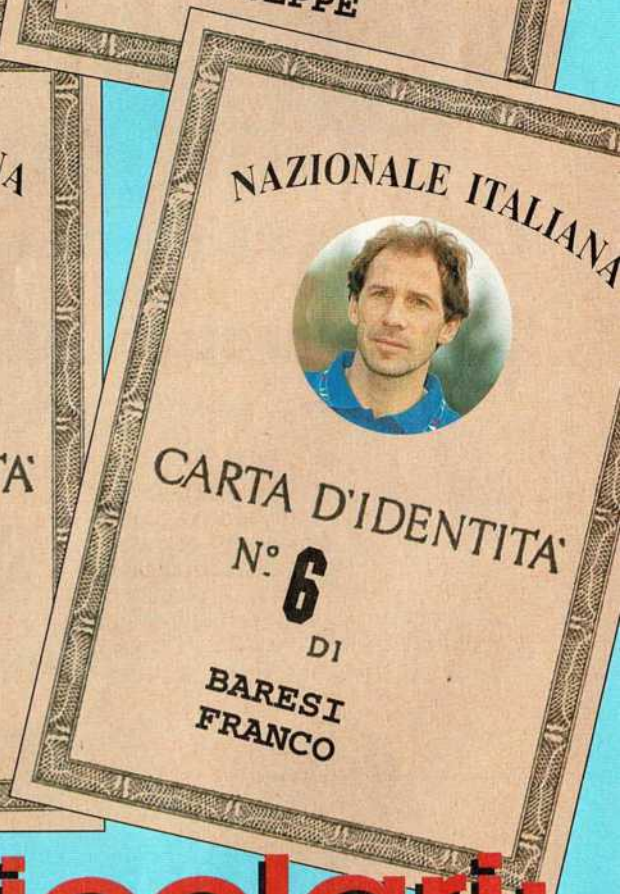 NAZIONALE ITALIANA
CARTA D'IDENTITA'
N.° 6
DI
BARESI
FRANCO